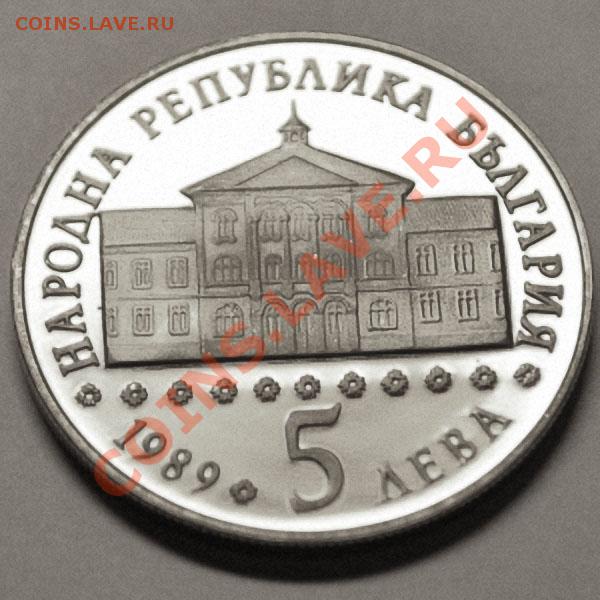 COINS.LAVE.RU
НАРОДНА РЕПУБЛИКА БЪЛГАРИЯ
COINS.LAVE.RU
1989 5 ЛЕВА